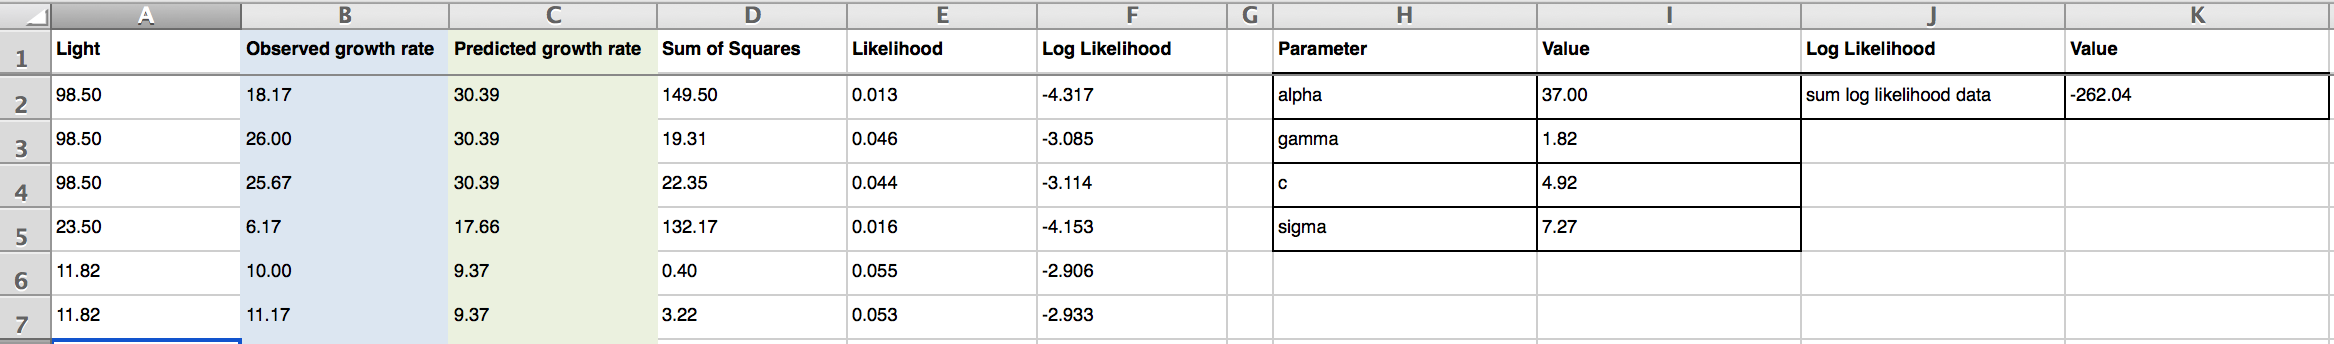 A B C D E F G H I J K
1 Light Observed growth rate Predicted growth rate Sum of Squares Likelihood Log Likelihood Parameter Value Log Likelihood Value
2 98.50 18.17 30.39 149.50 0.013 -4.317 alpha 37.00 sum log likelihood data -262.04
3 98.50 26.00 30.39 19.31 0.046 -3.085 gamma 1.82
4 98.50 25.67 30.39 22.35 0.044 -3.114 c 4.92
5 23.50 6.17 17.66 132.17 0.016 -4.153 sigma 7.27
6 11.82 10.00 9.37 0.40 0.055 -2.906
7 11.82 11.17 9.37 3.22 0.053 -2.933